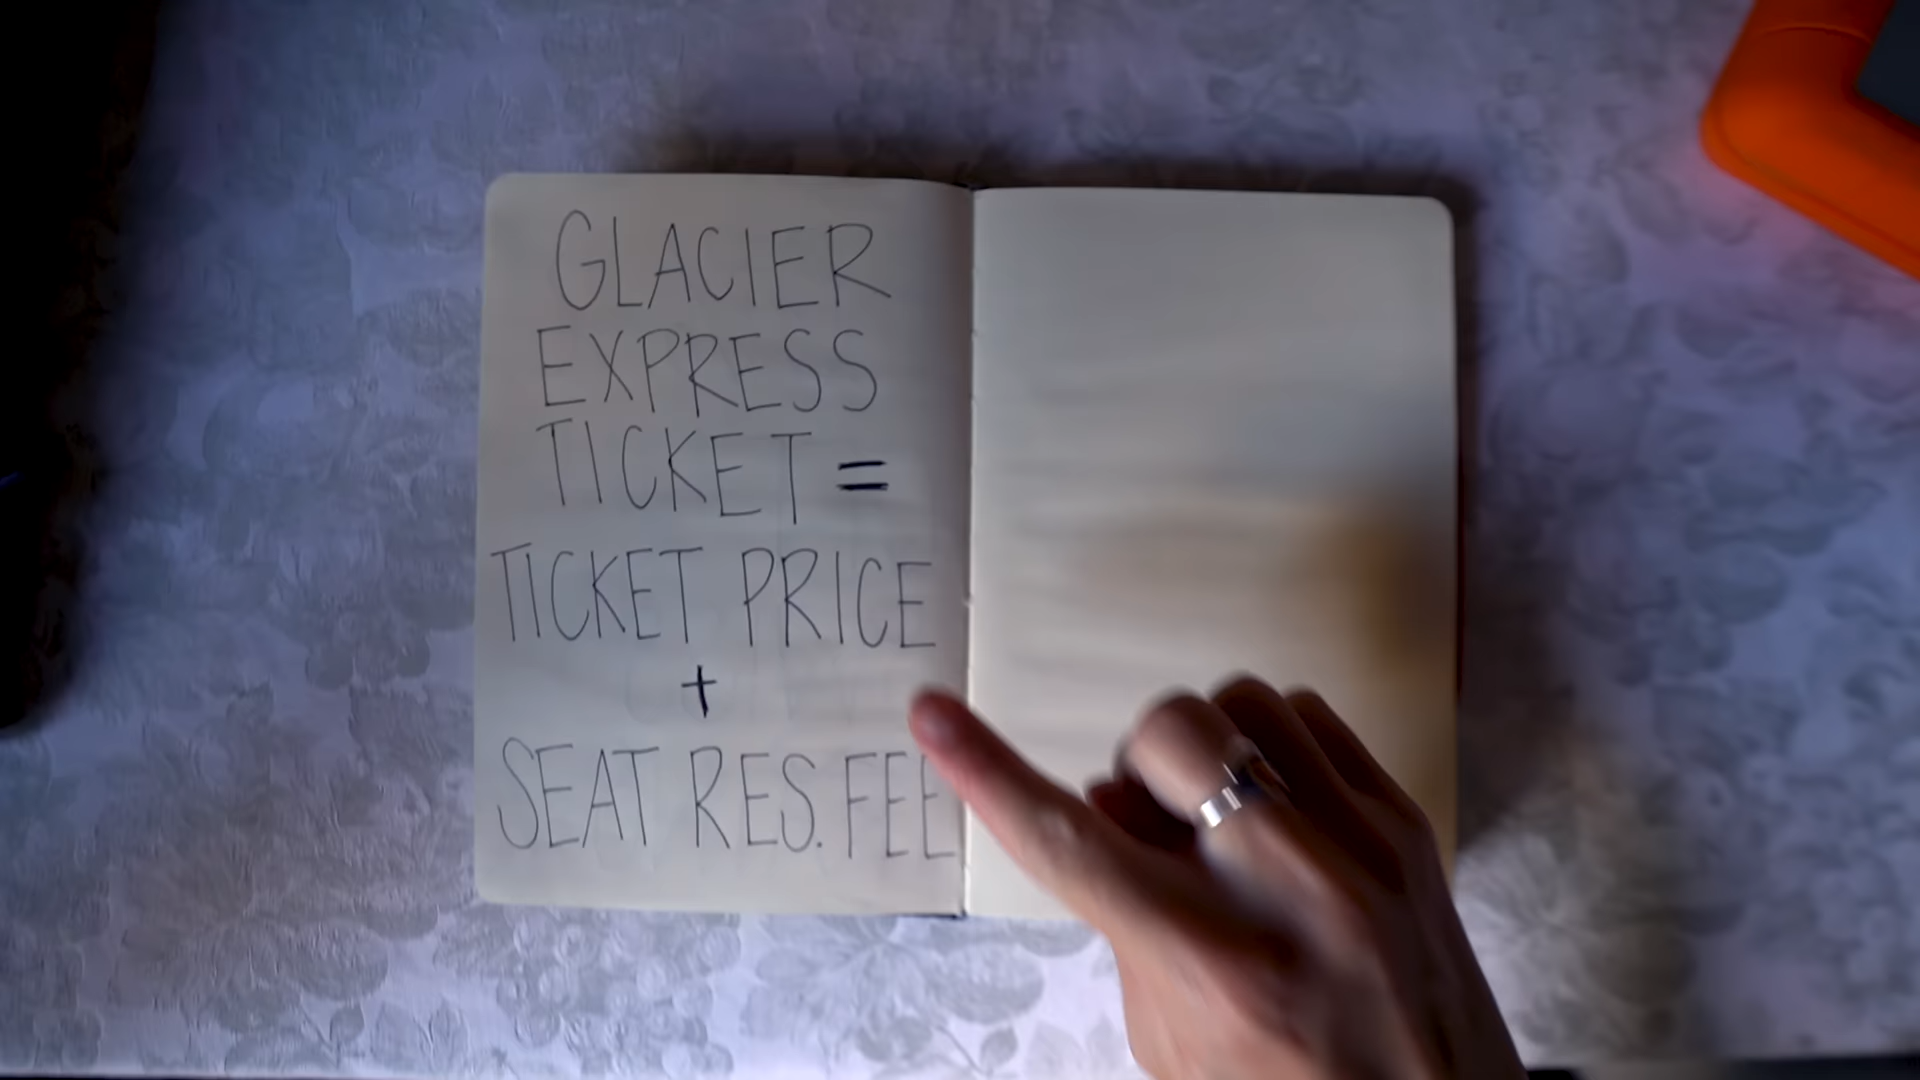 GLACIER
EXPRESS
TICKET =
TICKET PRICE
+
SEAT RES. FEE